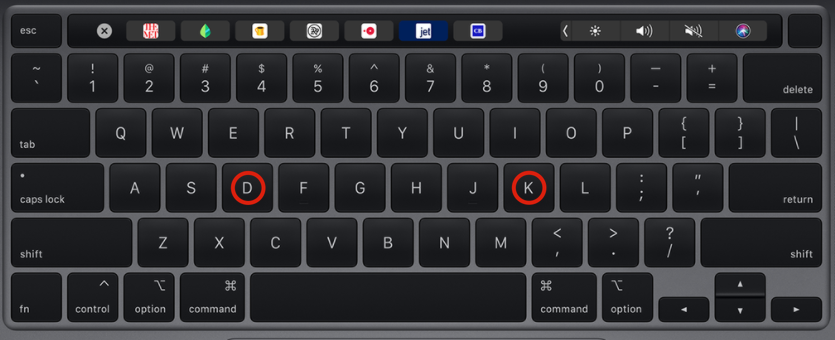 esc jet CB
~ ! @ # $ % ^ & * ( ) — +
` 1 2 3 4 5 6 7 8 9 0 - = delete
tab Q W E R T Y U I O P { [ } ] | \
caps lock A S D F G H J K L : ; " ' return
shift Z X C V B N M < , > . ? / shift
fn ^ control ⌥ option ⌘ command ⌘ command ⌥ option ◄ ▲ ▼ ►